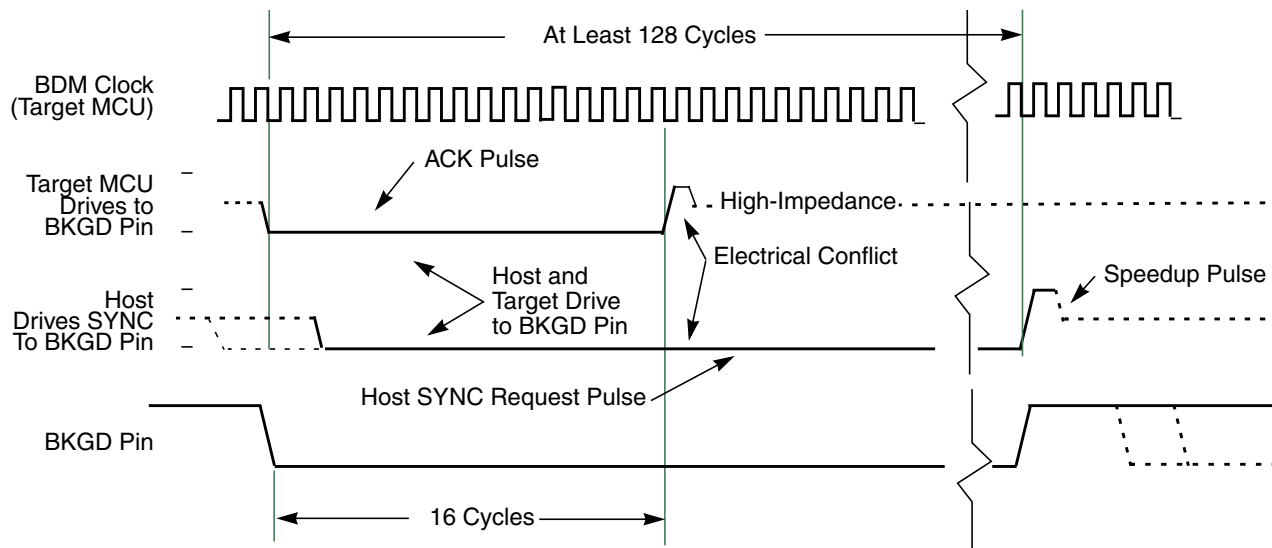 At Least 128 Cycles
BDM Clock
(Target MCU)
ACK Pulse
Target MCU
Drives to
BKGD Pin
High-Impedance
Electrical Conflict
Host and
Target Drive
to BKGD Pin
Speedup Pulse
Host
Drives SYNC
To BKGD Pin
Host SYNC Request Pulse
BKGD Pin
16 Cycles